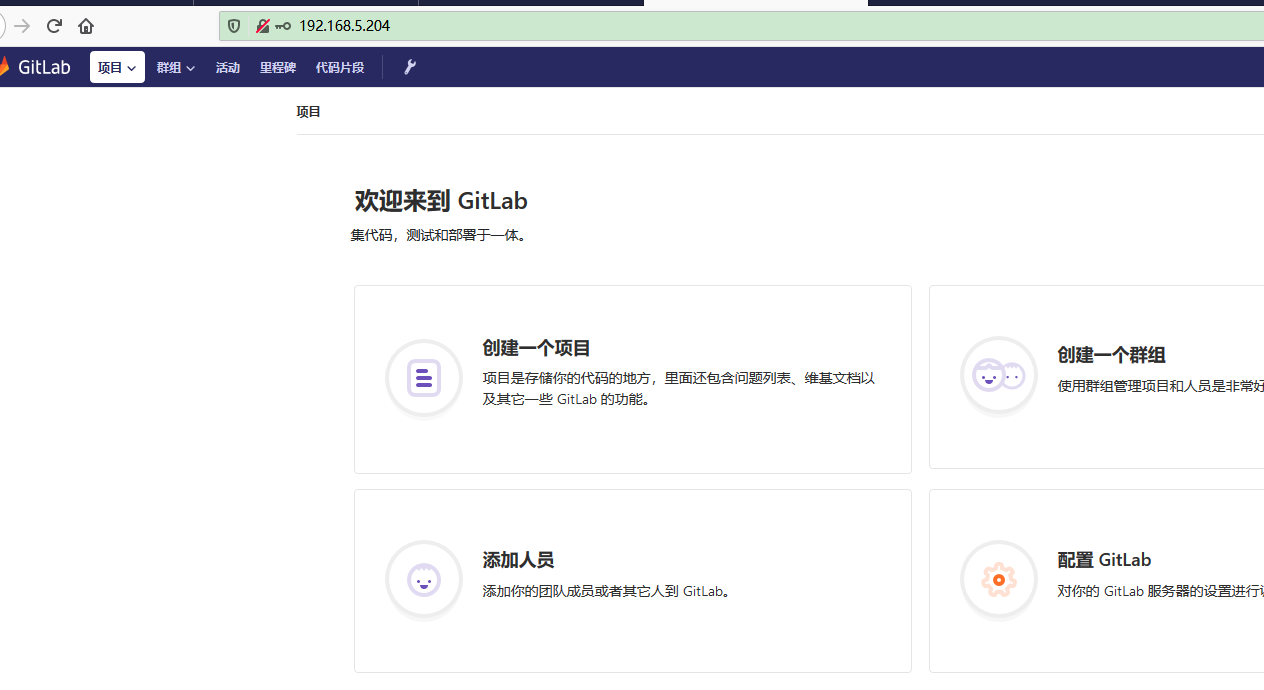 192.168.5.204
GitLab 项目 群组 活动 里程碑 代码片段
项目
欢迎来到 GitLab
集代码，测试和部署于一体。
创建一个项目
项目是存储你的代码的地方，里面还包含问题列表、维基文档以
及其它一些 GitLab 的功能。
创建一个群组
使用群组管理项目和人员是非常好
添加人员
添加你的团队成员或者其它人到 GitLab。
配置 GitLab
对你的 GitLab 服务器的设置进行